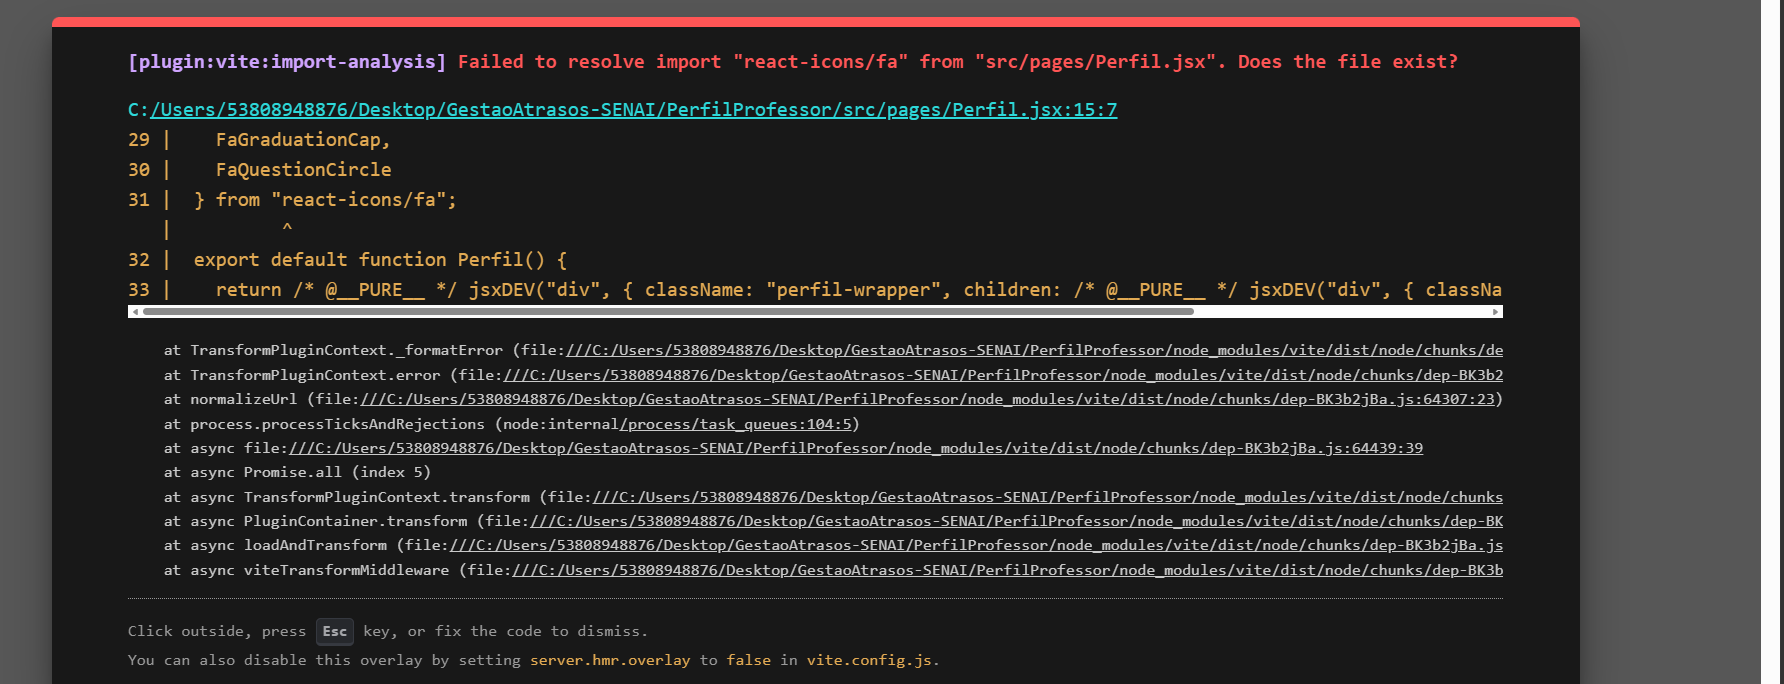 [plugin:vite:import-analysis] Failed to resolve import "react-icons/fa" from "src/pages/Perfil.jsx". Does the file exist?
C:/Users/53808948876/Desktop/GestaoAtrasos-SENAI/PerfilProfessor/src/pages/Perfil.jsx:15:7
29 |    FaGraduationCap,
30 |    FaQuestionCircle
31 |  } from "react-icons/fa";
   |          ^
32 |  export default function Perfil() {
33 |    return /* @__PURE__ */ jsxDEV("div", { className: "perfil-wrapper", children: /* @__PURE__ */ jsxDEV("div", { classNa
at TransformPluginContext._formatError (file:///C:/Users/53808948876/Desktop/GestaoAtrasos-SENAI/PerfilProfessor/node_modules/vite/dist/node/chunks/de
at TransformPluginContext.error (file:///C:/Users/53808948876/Desktop/GestaoAtrasos-SENAI/PerfilProfessor/node_modules/vite/dist/node/chunks/dep-BK3b2
at normalizeUrl (file:///C:/Users/53808948876/Desktop/GestaoAtrasos-SENAI/PerfilProfessor/node_modules/vite/dist/node/chunks/dep-BK3b2jBa.js:64307:23)
at process.processTicksAndRejections (node:internal/process/task_queues:104:5)
at async file:///C:/Users/53808948876/Desktop/GestaoAtrasos-SENAI/PerfilProfessor/node_modules/vite/dist/node/chunks/dep-BK3b2jBa.js:64439:39
at async Promise.all (index 5)
at async TransformPluginContext.transform (file:///C:/Users/53808948876/Desktop/GestaoAtrasos-SENAI/PerfilProfessor/node_modules/vite/dist/node/chunks
at async PluginContainer.transform (file:///C:/Users/53808948876/Desktop/GestaoAtrasos-SENAI/PerfilProfessor/node_modules/vite/dist/node/chunks/dep-BK
at async loadAndTransform (file:///C:/Users/53808948876/Desktop/GestaoAtrasos-SENAI/PerfilProfessor/node_modules/vite/dist/node/chunks/dep-BK3b2jBa.js
at async viteTransformMiddleware (file:///C:/Users/53808948876/Desktop/GestaoAtrasos-SENAI/PerfilProfessor/node_modules/vite/dist/node/chunks/dep-BK3b
Click outside, press Esc key, or fix the code to dismiss.
You can also disable this overlay by setting server.hmr.overlay to false in vite.config.js.